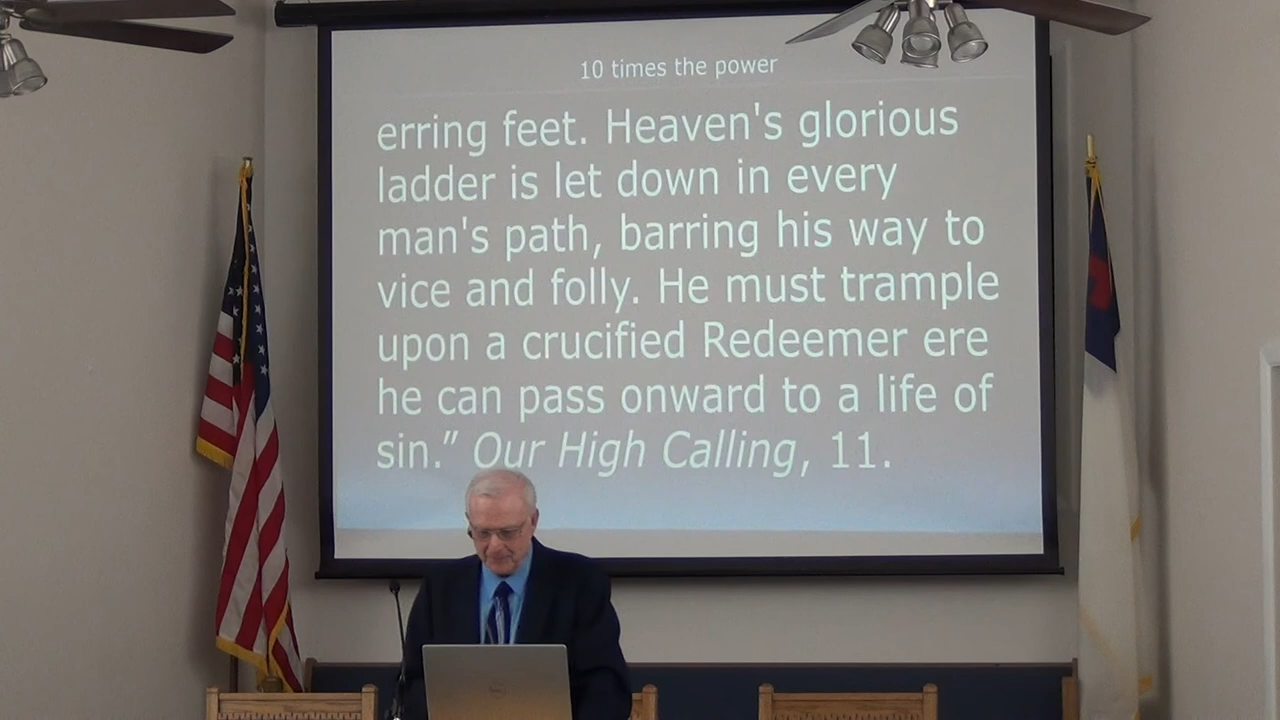 10 times the power
erring feet. Heaven's glorious
ladder is let down in every
man's path, barring his way to
vice and folly. He must trample
upon a crucified Redeemer ere
he can pass onward to a life of
sin.” Our High Calling, 11.